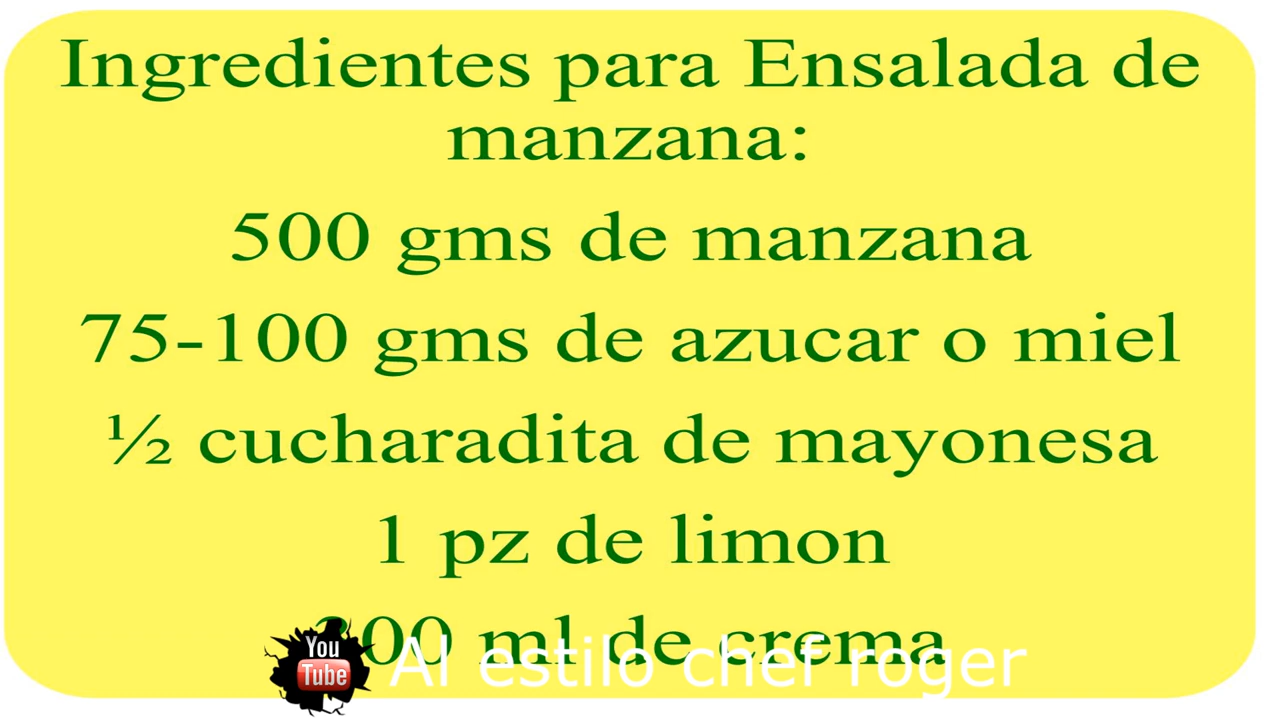 Ingredientes para Ensalada de
manzana:
500 gms de manzana
75-100 gms de azucar o miel
½ cucharadita de mayonesa
1 pz de limon
ml de crema
You
Tube
Al estilo chef roger